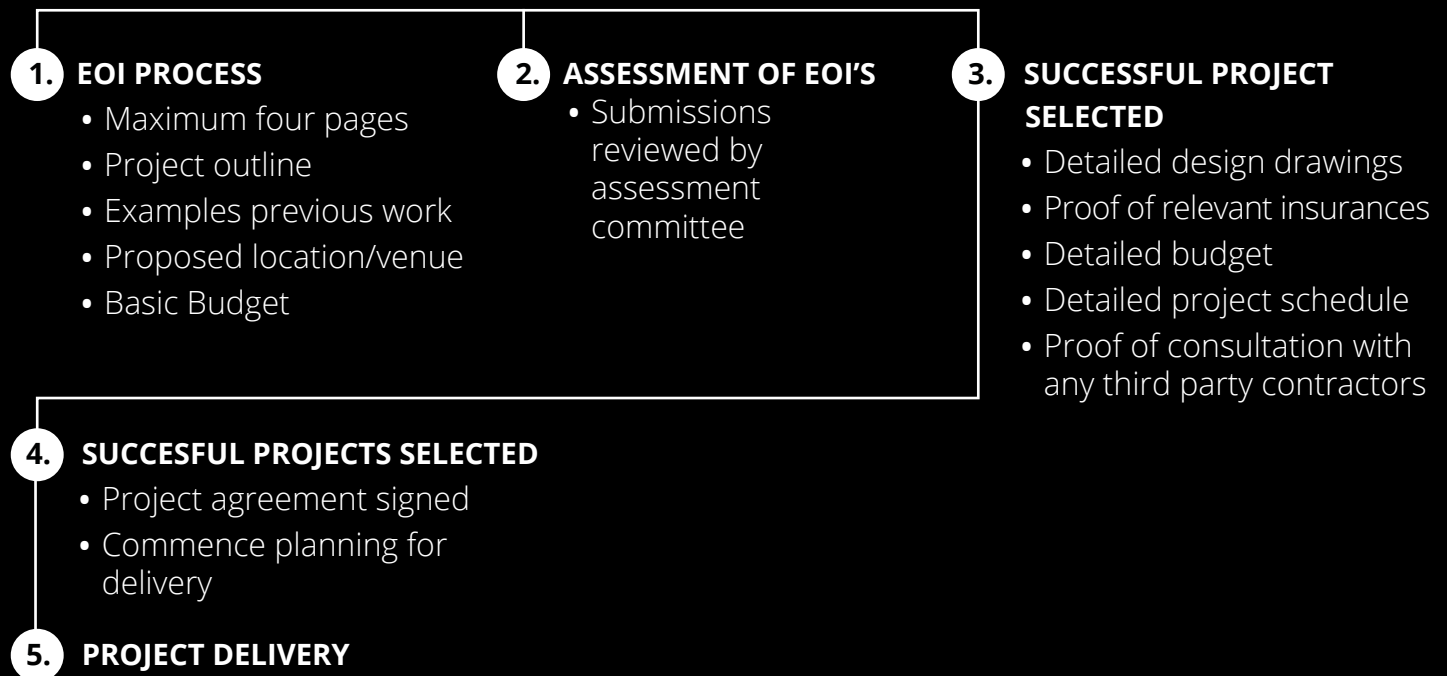 1. EOI PROCESS
• Maximum four pages
• Project outline
• Examples previous work
• Proposed location/venue
• Basic Budget
2. ASSESSMENT OF EOI'S
• Submissions
reviewed by
assessment
committee
3. SUCCESSFUL PROJECT
SELECTED
• Detailed design drawings
• Proof of relevant insurances
• Detailed budget
• Detailed project schedule
• Proof of consultation with
any third party contractors
4. SUCCESFUL PROJECTS SELECTED
• Project agreement signed
• Commence planning for
delivery
5. PROJECT DELIVERY